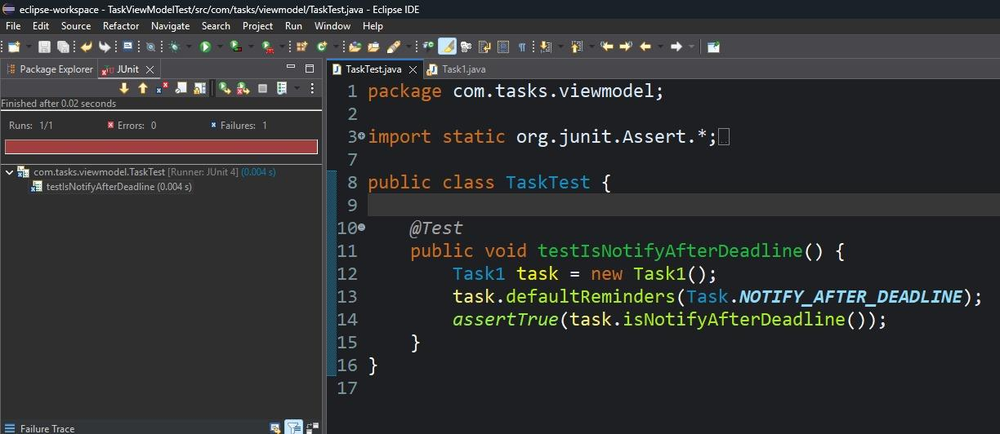 eclipse-workspace - TaskViewModelTest/src/com/tasks/viewmodel/TaskTest.java - Eclipse IDE
File Edit Source Refactor Navigate Search Project Run Window Help
Package Explorer JUnit
TaskTest.java Task1.java
Finished after 0.02 seconds
Runs: 1/1 Errors: 0 Failures: 1
com.tasks.viewmodel.TaskTest [Runner: JUnit 4] (0.004 s)
testIsNotifyAfterDeadline (0.004 s)
Failure Trace
1 package com.tasks.viewmodel;
2
3 import static org.junit.Assert.*;
7
8 public class TaskTest {
9
10 @Test
11 public void testIsNotifyAfterDeadline() {
12 Task1 task = new Task1();
13 task.defaultReminders(Task.NOTIFY_AFTER_DEADLINE);
14 assertTrue(task.isNotifyAfterDeadline());
15 }
16 }
17